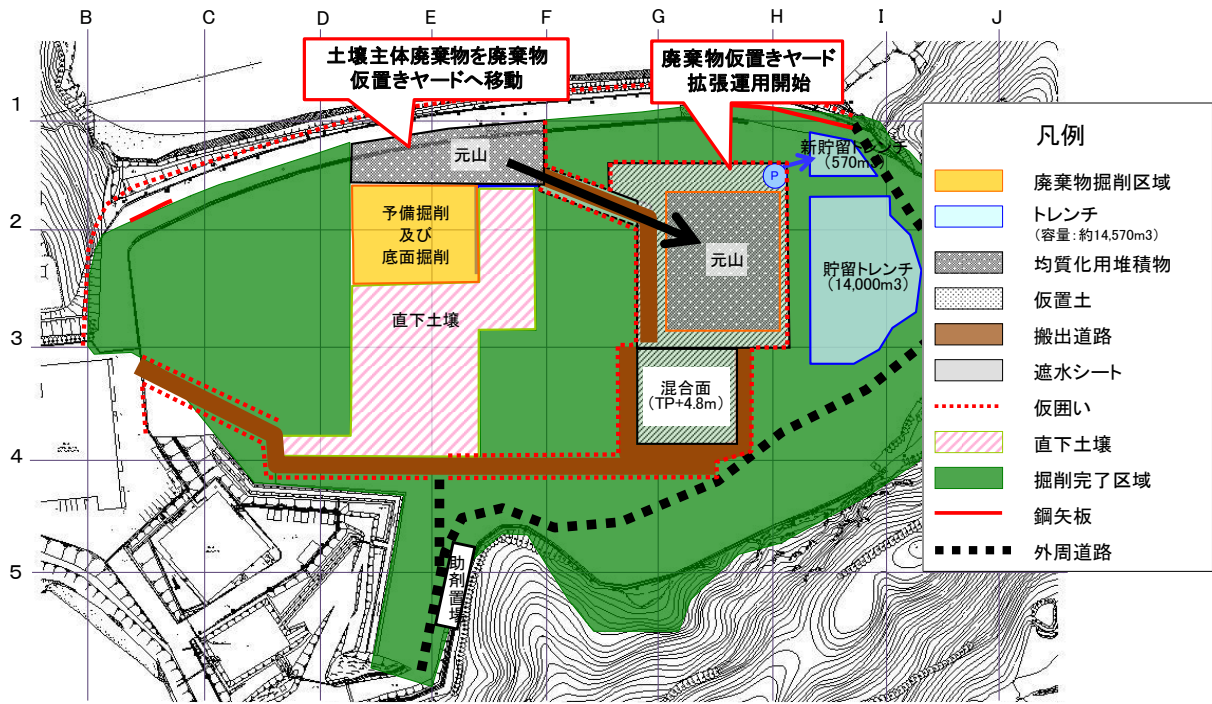 B C D E F G H I J
土壌主体廃棄物を廃棄物
仮置きヤードへ移動
廃棄物仮置きヤード
拡張運用開始
1
2
3
4
5
元山
新貯留トレンチ
(570m3)
P
予備掘削
及び
底面掘削
元山
貯留トレンチ
(14,000m3)
直下土壌
混合面
(TP+4.8m)
助剤置場
凡例
廃棄物掘削区域
トレンチ
(容量:約14,570m3)
均質化用堆積物
仮置土
搬出道路
遮水シート
仮囲い
直下土壌
掘削完了区域
鋼矢板
外周道路